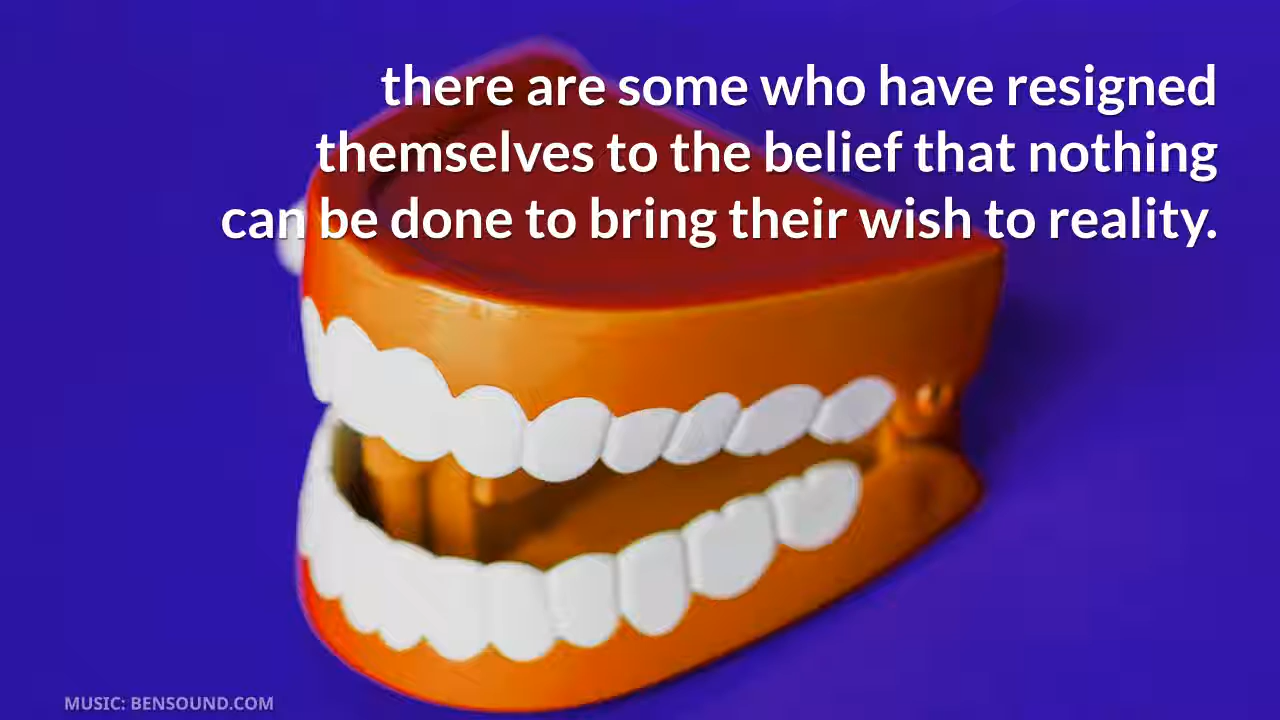 there are some who have resigned
themselves to the belief that nothing
can be done to bring their wish to reality.
MUSIC: BENSOUND.COM